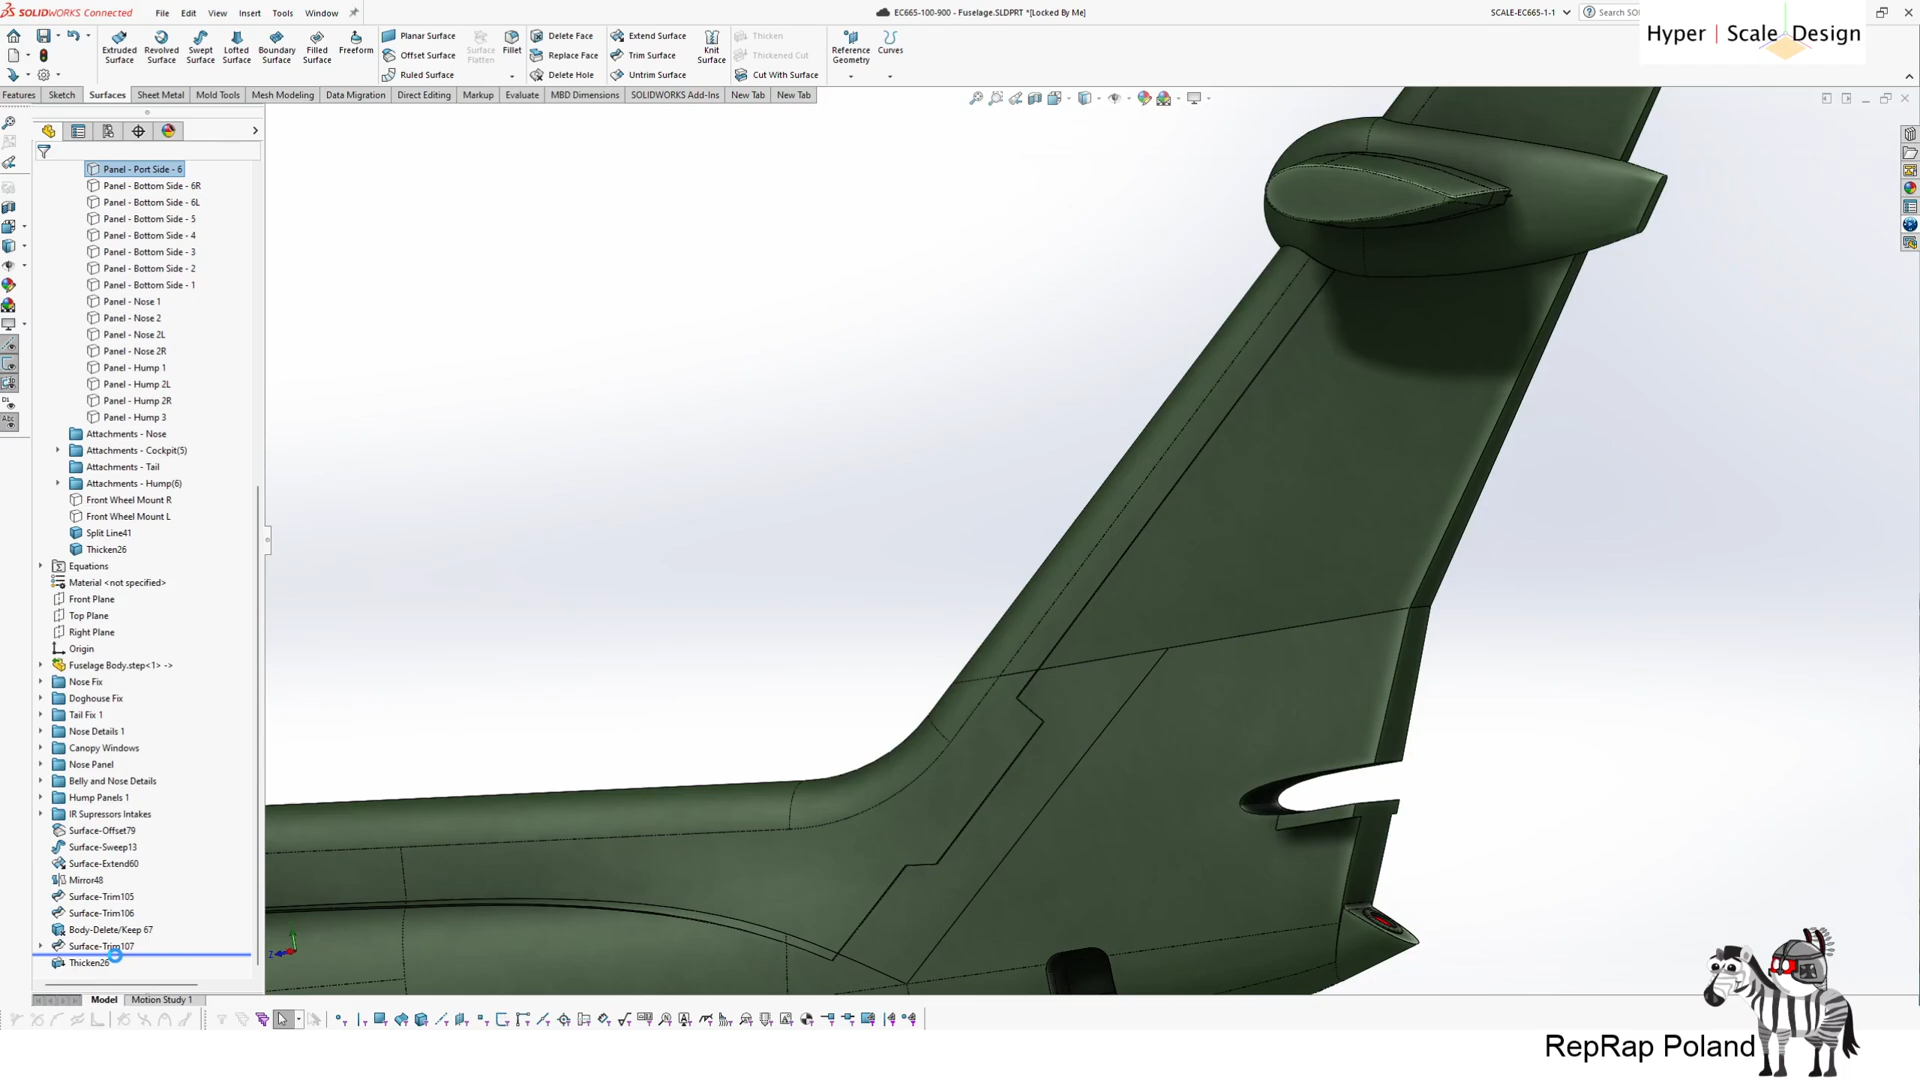 SOLIDWORKS Connected
File Edit View Insert Tools Window
EC665-100-900 - Fuselage.SLDPRT *[Locked By Me]
SCALE-EC665-1-1
Search SOL
Hyper | Scale Design
Extruded Surface
Revolved Surface
Swept Surface
Lofted Surface
Boundary Surface
Filled Surface
Freeform
Planar Surface
Offset Surface
Ruled Surface
Surface Flatten
Fillet
Delete Face
Replace Face
Delete Hole
Extend Surface
Trim Surface
Untrim Surface
Knit Surface
Thicken
Thickened Cut
Cut With Surface
Reference Geometry
Curves
Features Sketch Surfaces Sheet Metal Mold Tools Mesh Modeling Data Migration Direct Editing Markup Evaluate MBD Dimensions SOLIDWORKS Add-Ins New Tab New Tab
Panel - Port Side - 6
Panel - Bottom Side - 6R
Panel - Bottom Side - 6L
Panel - Bottom Side - 5
Panel - Bottom Side - 4
Panel - Bottom Side - 3
Panel - Bottom Side - 2
Panel - Bottom Side - 1
Panel - Nose 1
Panel - Nose 2
Panel - Nose 2L
Panel - Nose 2R
Panel - Hump 1
Panel - Hump 2L
Panel - Hump 2R
Panel - Hump 3
Attachments - Nose
Attachments - Cockpit(5)
Attachments - Tail
Attachments - Hump(6)
Front Wheel Mount R
Front Wheel Mount L
Split Line41
Thicken26
Equations
Material <not specified>
Front Plane
Top Plane
Right Plane
Origin
Fuselage Body.step<1> ->
Nose Fix
Doghouse Fix
Tail Fix 1
Nose Details 1
Canopy Windows
Nose Panel
Belly and Nose Details
Hump Panels 1
IR Supressors Intakes
Surface-Offset79
Surface-Sweep13
Surface-Extend60
Mirror48
Surface-Trim105
Surface-Trim106
Body-Delete/Keep 67
Surface-Trim107
Thicken26
Z
Model Motion Study 1
RepRap Poland